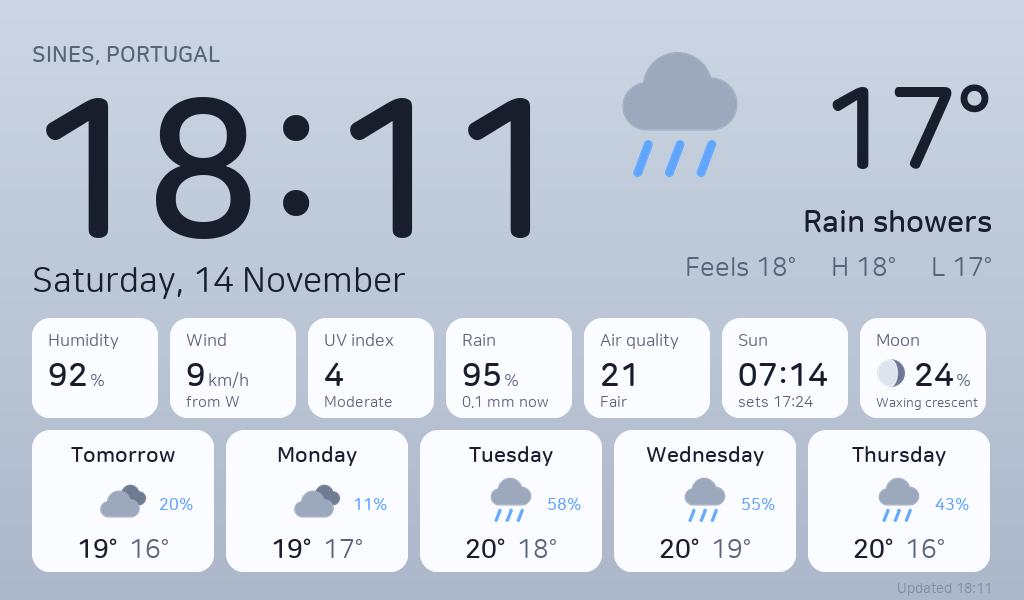 SINES, PORTUGAL
18:11
Saturday, 14 November
17°
Rain showers
Feels 18° H 18° L 17°
Humidity
92%
Wind
9km/h
from W
UV index
4
Moderate
Rain
95%
0.1 mm now
Air quality
21
Fair
Sun
07:14
sets 17:24
Moon
24%
Waxing crescent
Tomorrow
20%
19° 16°
Monday
11%
19° 17°
Tuesday
58%
20° 18°
Wednesday
55%
20° 19°
Thursday
43%
20° 16°
Updated 18:11